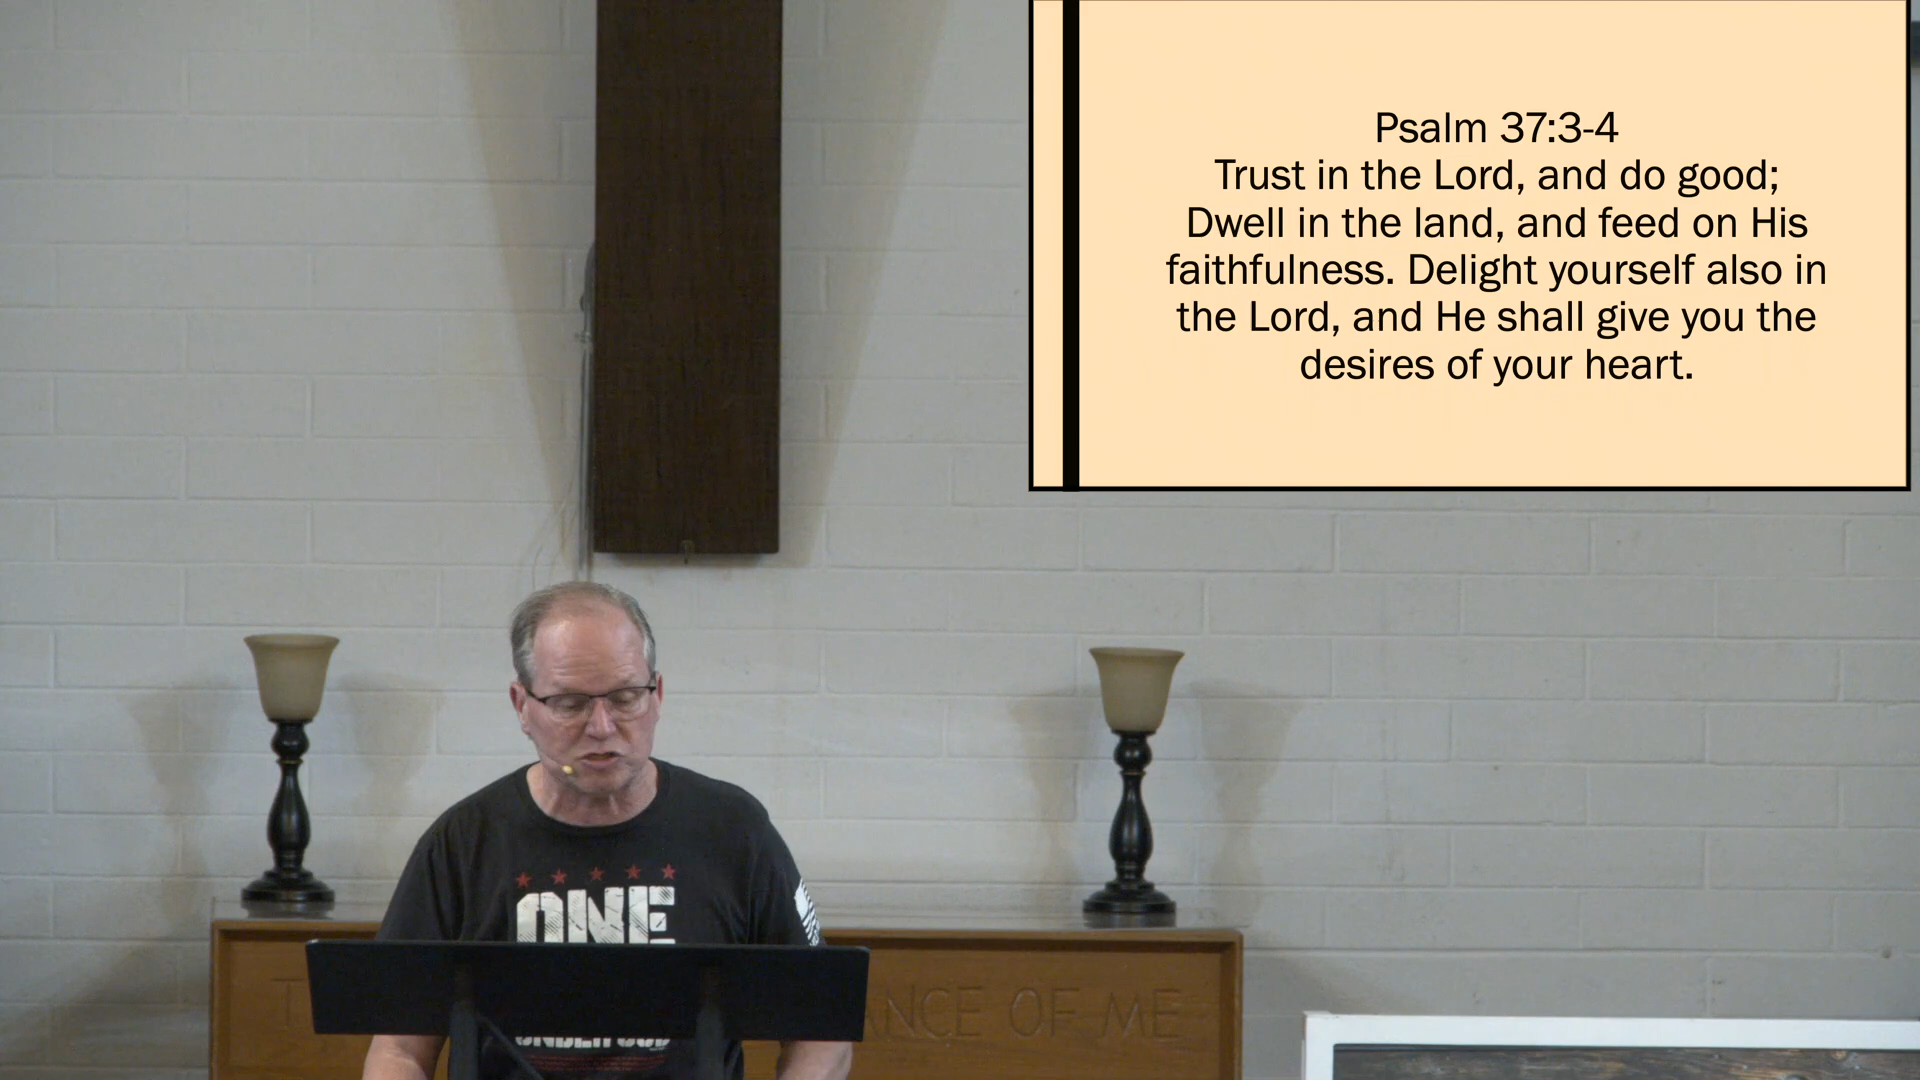 Psalm 37:3-4
Trust in the Lord, and do good;
Dwell in the land, and feed on His
faithfulness. Delight yourself also in
the Lord, and He shall give you the
desires of your heart.
ONE
UNDER GOD
OF ME